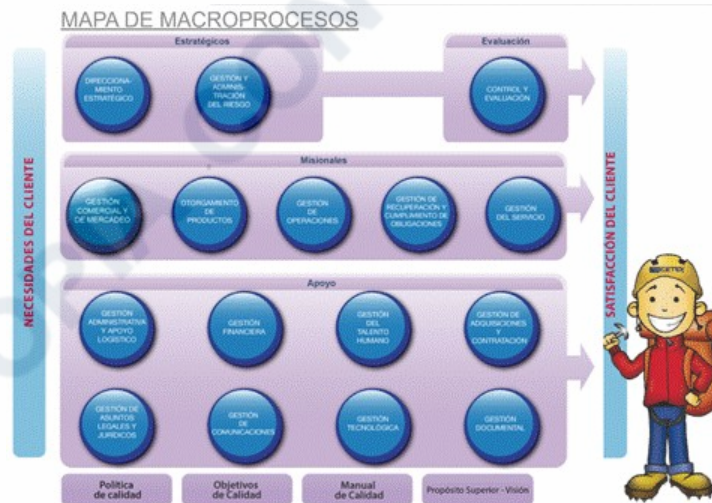 MAPA DE MACROPROCESOS
Estratégicos
Evaluación
DIRECCIONA-
MIENTO
ESTRATÉGICO
GESTIÓN Y
ADMINIS-
TRACIÓN
DEL RIESGO
CONTROL Y
EVALUACIÓN
NECESIDADES DEL CLIENTE
Misionales
GESTIÓN
COMERCIAL Y
DE MERCADEO
OTORGAMIENTO
DE
PRODUCTOS
GESTIÓN
DE
OPERACIONES
GESTIÓN DE
RECUPERACIÓN Y
CUMPLIMIENTO DE
OBLIGACIONES
GESTIÓN
DEL SERVICIO
SATISFACCIÓN DEL CLIENTE
Apoyo
GESTIÓN
ADMINISTRATIVA
Y APOYO
LOGÍSTICO
GESTIÓN
FINANCIERA
GESTIÓN
DEL
TALENTO
HUMANO
GESTIÓN DE
ADQUISICIONES
Y
CONTRATACIÓN
GESTIÓN DE
ASUNTOS
LEGALES Y
JURÍDICOS
GESTIÓN
DE
COMUNICACIONES
GESTIÓN
TECNOLÓGICA
GESTIÓN
DOCUMENTAL
Política
de calidad
Objetivos
de Calidad
Manual
de Calidad
Propósito Superior - Visión